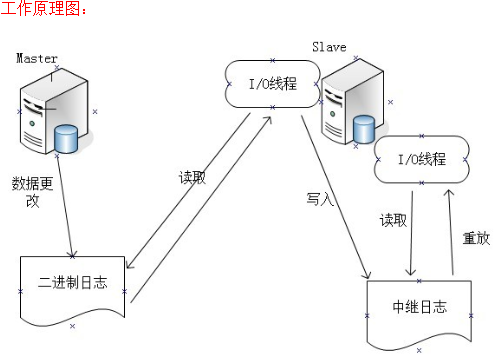 工作原理图：
Master
Slave
I/O线程
I/O线程
数据更
改
读取
写入
读取
重放
二进制日志
中继日志